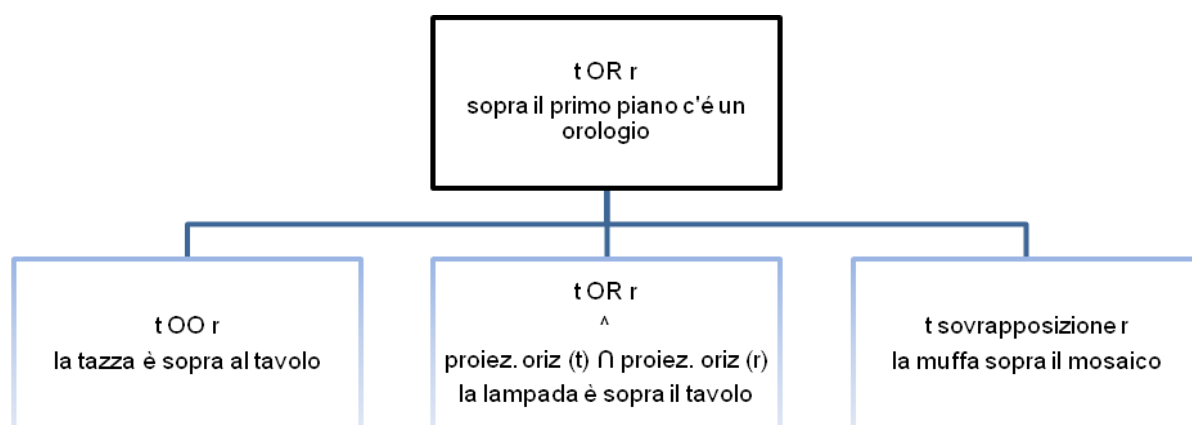 t OR r
sopra il primo piano c'é un
orologio
t OO r
la tazza è sopra al tavolo
t OR r
^
proiez. oriz (t) ∩ proiez. oriz (r)
la lampada è sopra il tavolo
t sovrapposizione r
la muffa sopra il mosaico